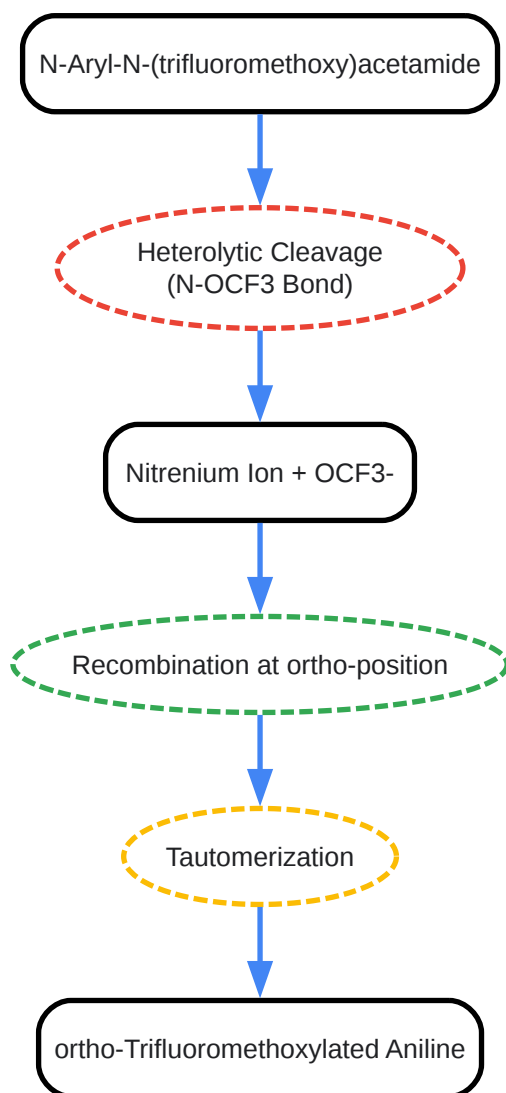 N-Aryl-N-(trifluoromethoxy)acetamide
Heterolytic Cleavage
(N-OCF3 Bond)
Nitrenium Ion + OCF3-
Recombination at ortho-position
Tautomerization
ortho-Trifluoromethoxylated Aniline